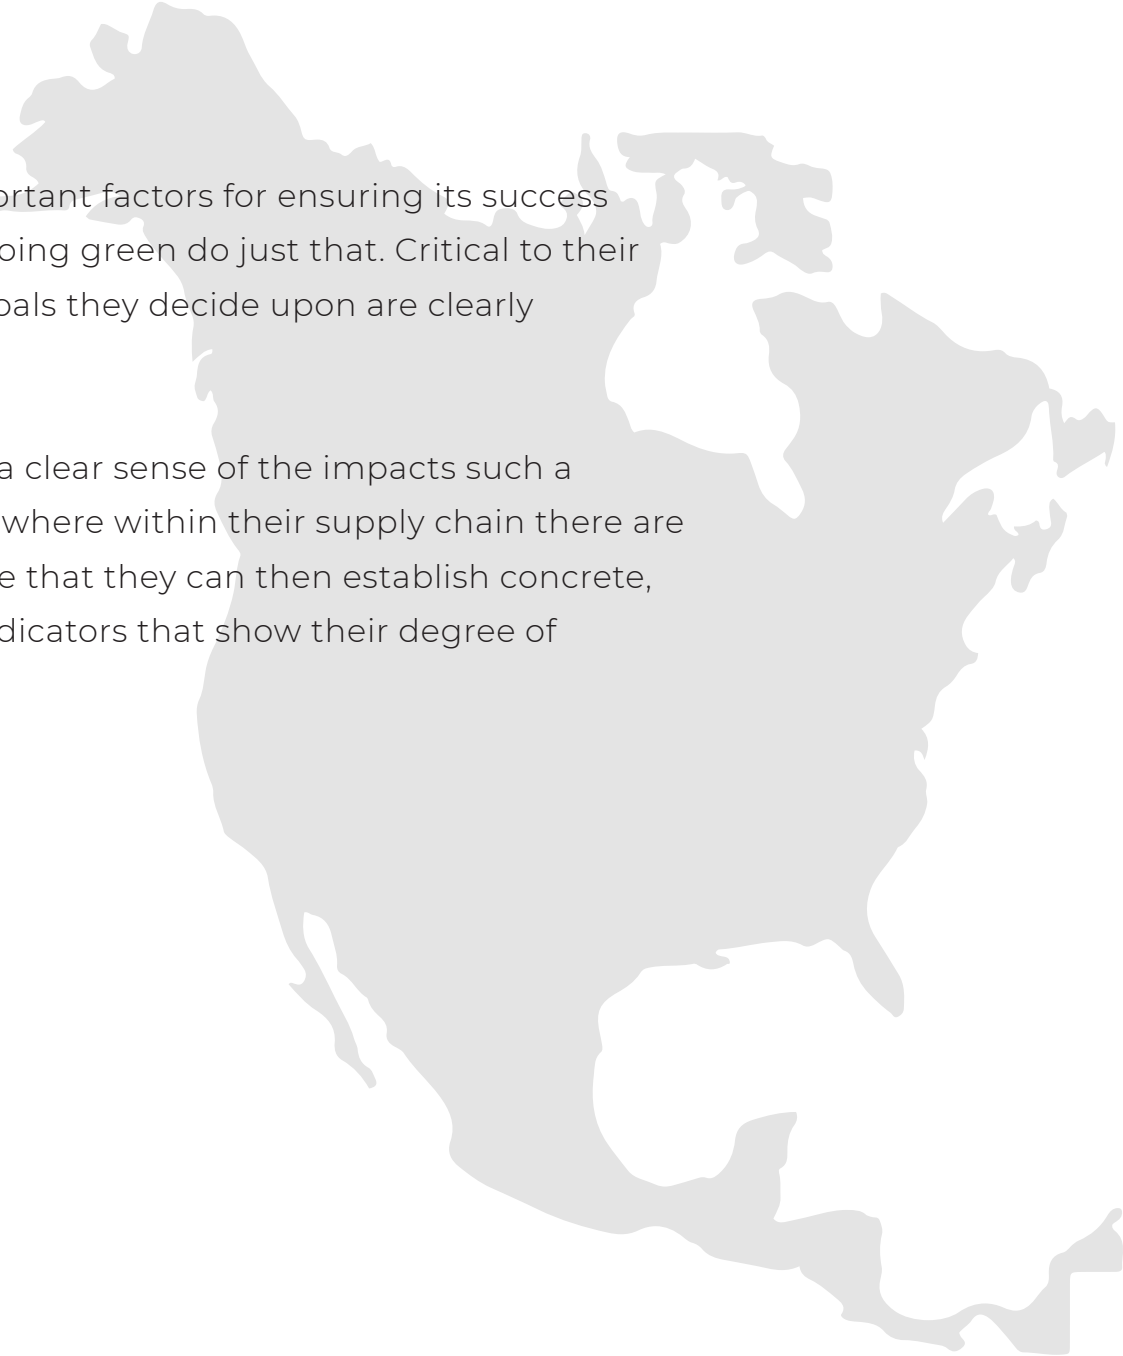 ortant factors for ensuring its success
oing green do just that. Critical to their
oals they decide upon are clearly
a clear sense of the impacts such a
where within their supply chain there are
e that they can then establish concrete,
dicators that show their degree of